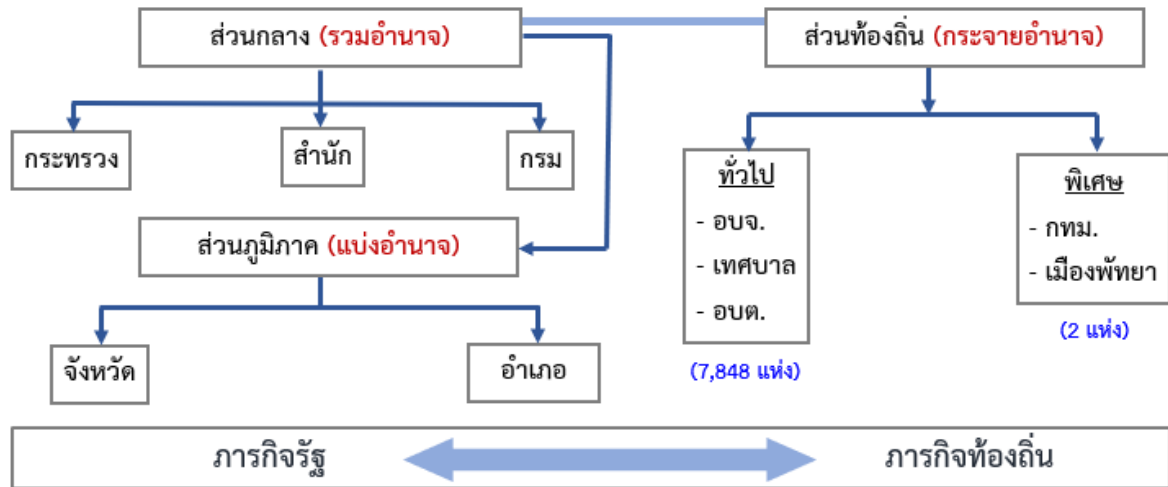 ส่วนกลาง (รวมอำนาจ)
ส่วนท้องถิ่น (กระจายอำนาจ)
กระทรวง
สำนัก
กรม
ส่วนภูมิภาค (แบ่งอำนาจ)
จังหวัด
อำเภอ
ทั่วไป
- อบจ.
- เทศบาล
- อบต.
(7,848 แห่ง)
พิเศษ
- กทม.
- เมืองพัทยา
(2 แห่ง)
ภารกิจรัฐ
ภารกิจท้องถิ่น